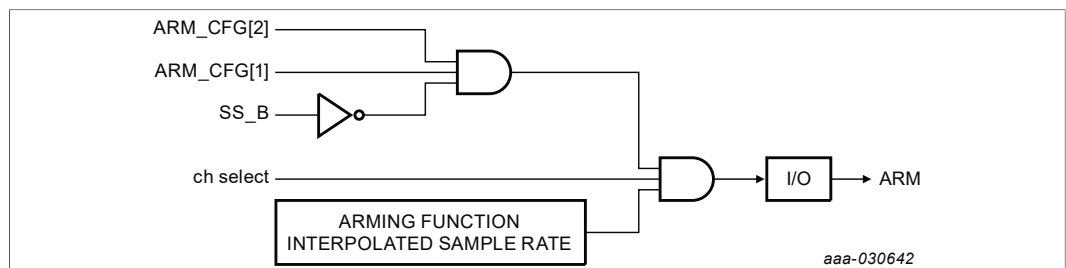 ARM_CFG[2]
ARM_CFG[1]
SS_B
ch select
I/O
ARM
ARMING FUNCTION
INTERPOLATED SAMPLE RATE
aaa-030642